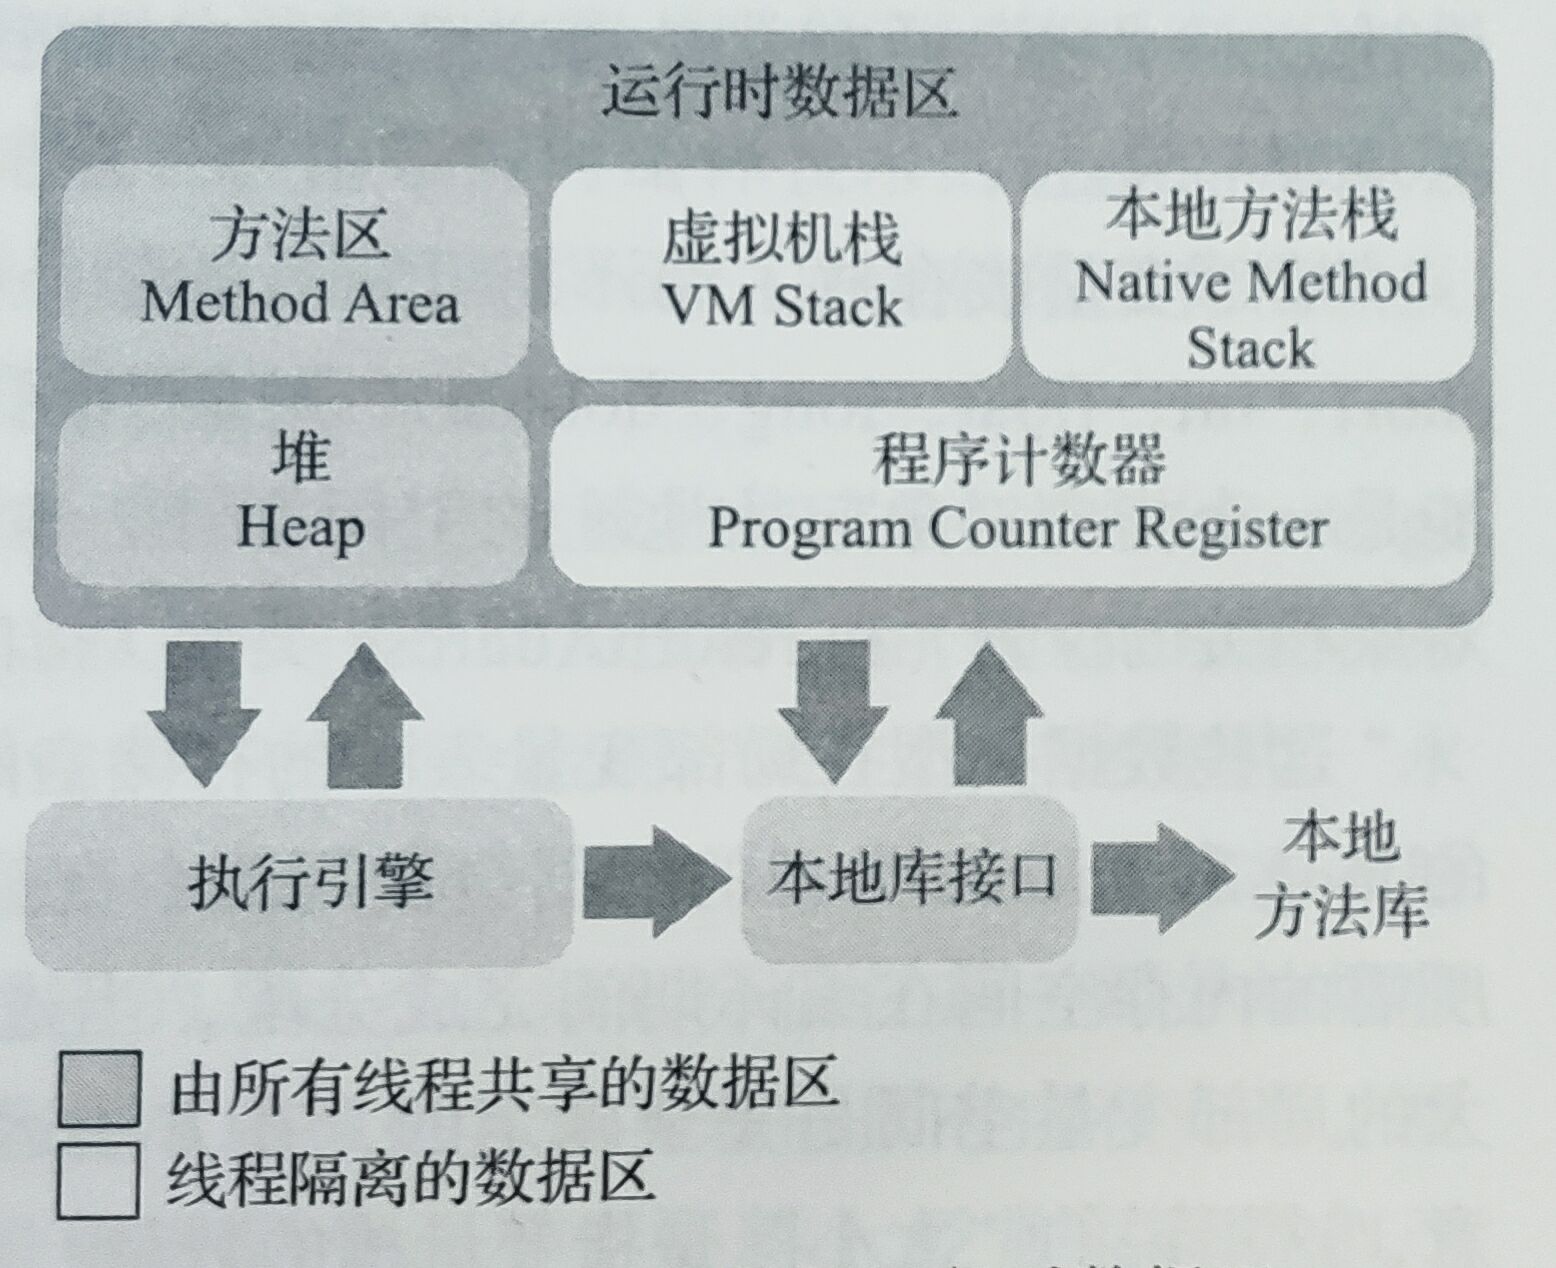 运行时数据区
方法区
Method Area
虚拟机栈
VM Stack
本地方法栈
Native Method
Stack
堆
Heap
程序计数器
Program Counter Register
执行引擎
本地库接口
本地
方法库
由所有线程共享的数据区
线程隔离的数据区